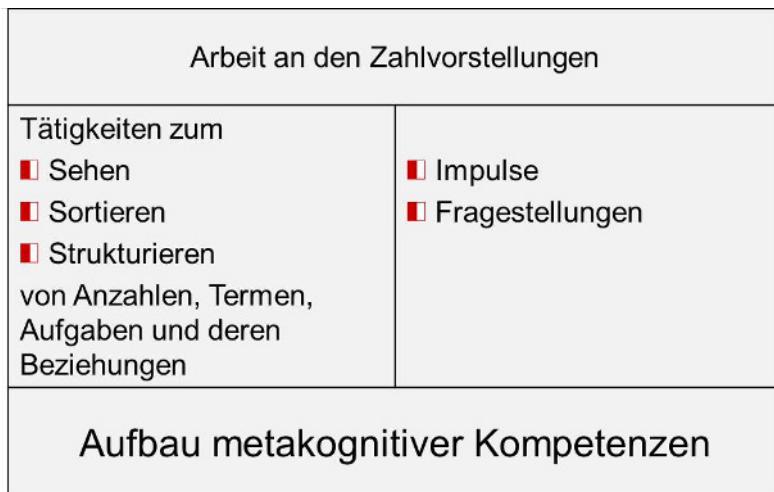 Arbeit an den Zahlvorstellungen
Tätigkeiten zum
Sehen
Sortieren
Strukturieren
von Anzahlen, Termen,
Aufgaben und deren
Beziehungen
Impulse
Fragestellungen
Aufbau metakognitiver Kompetenzen